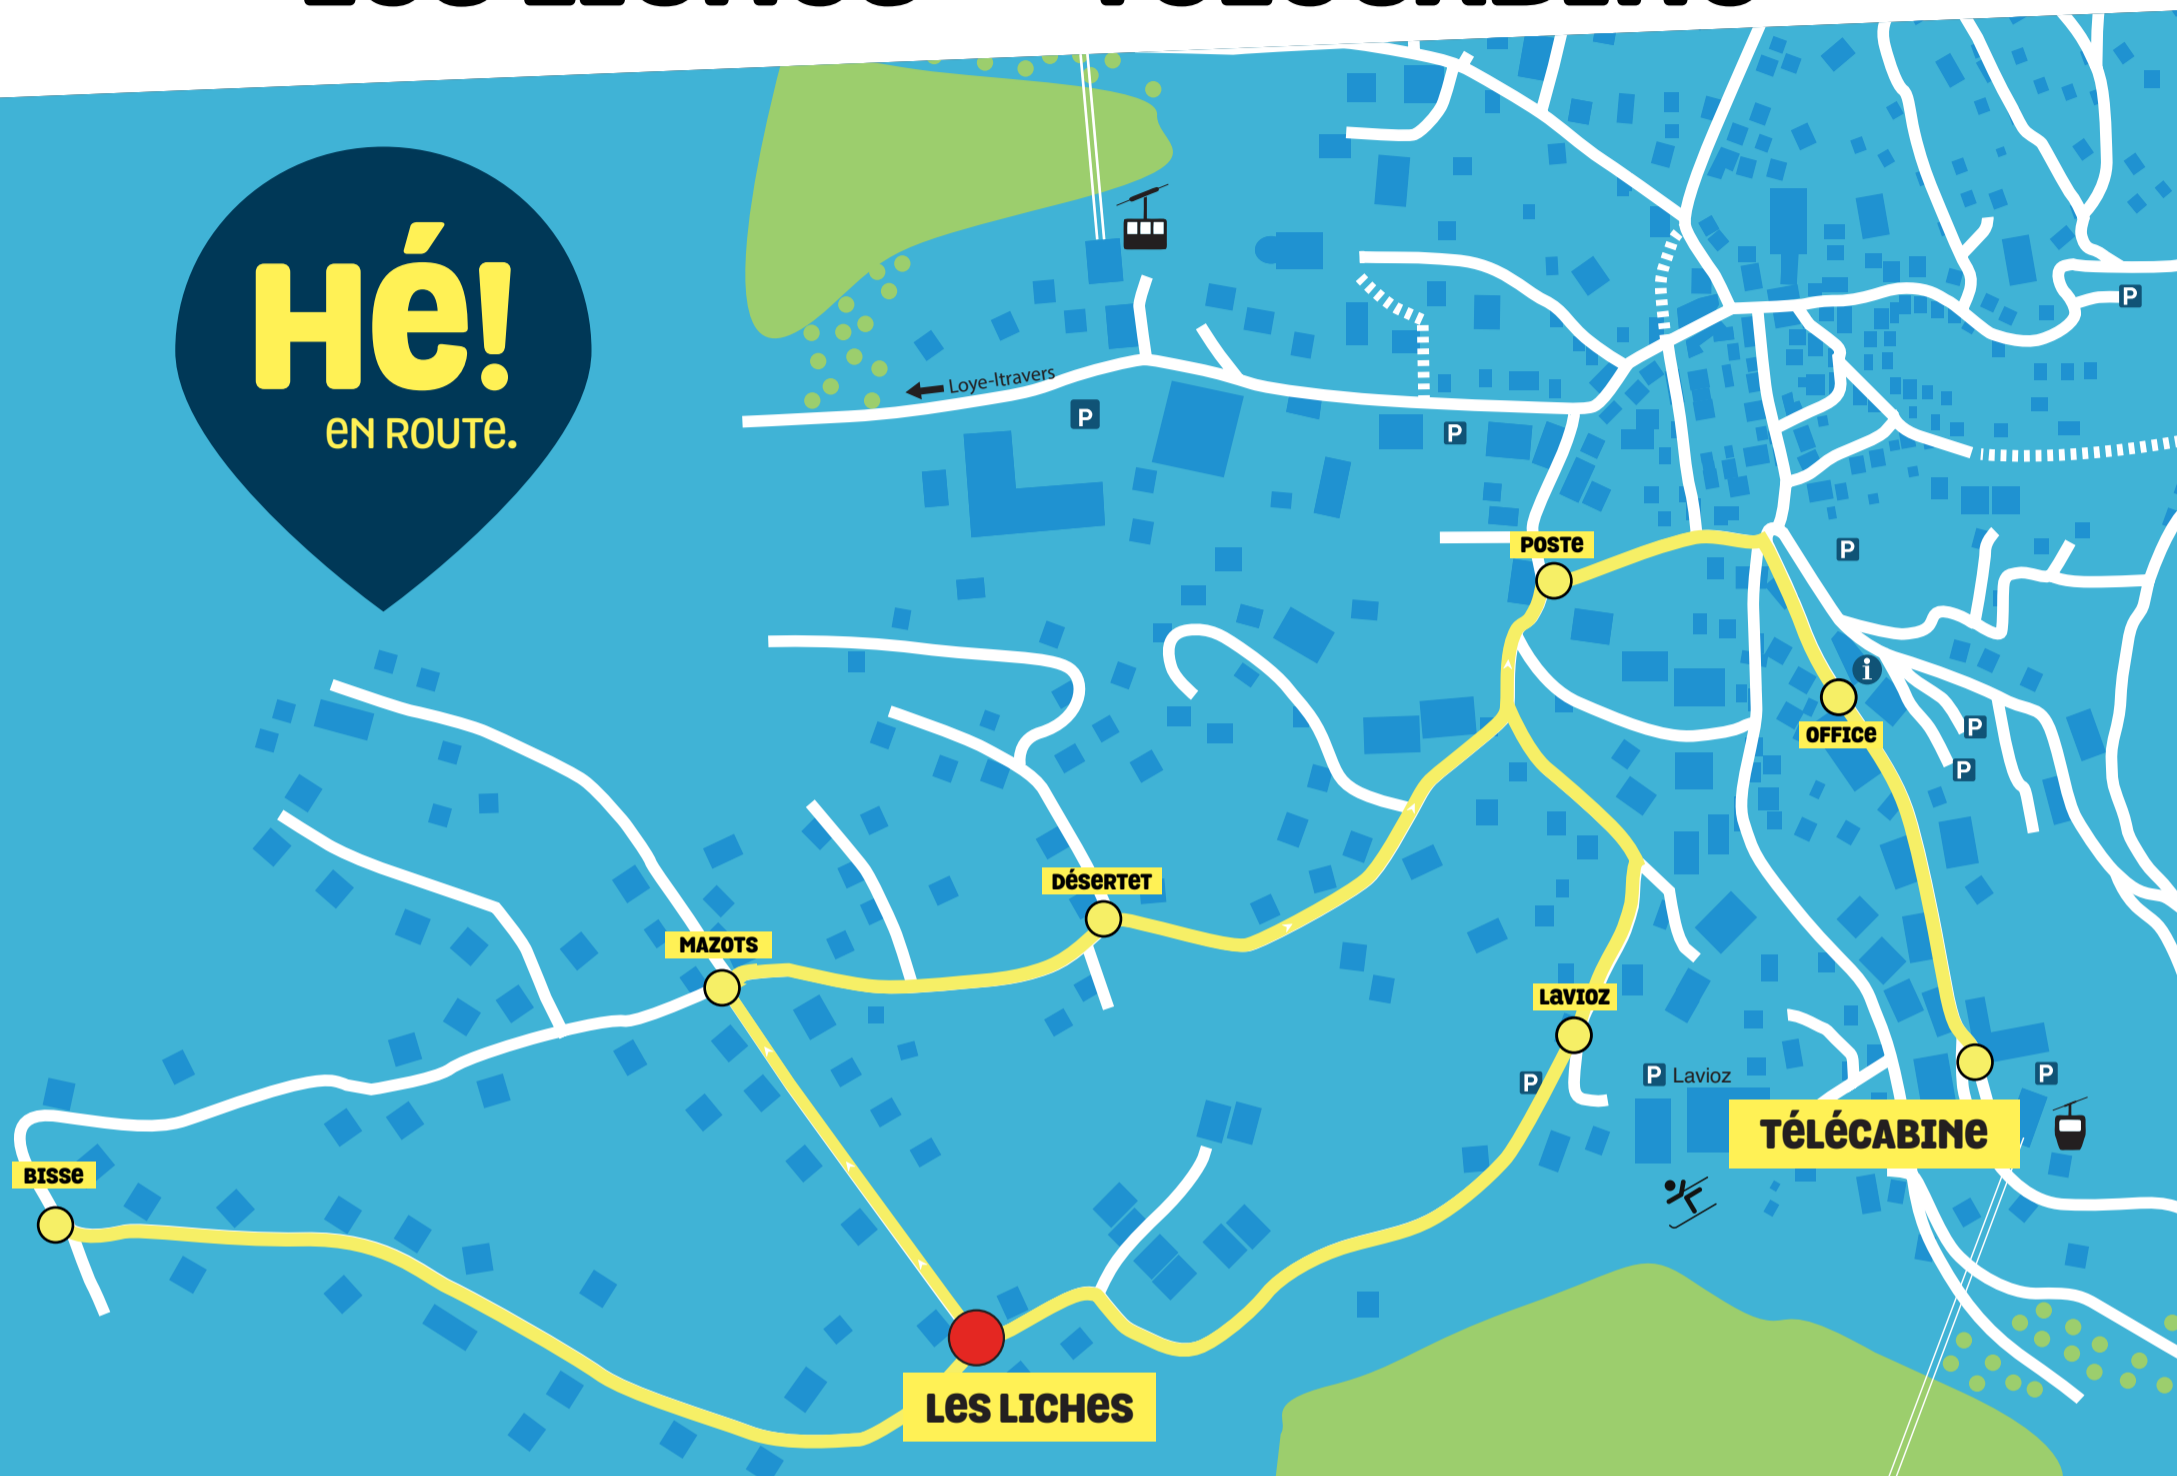 Hé!
en ROUTe.
Loye-Itravers
P
P
P
POSTe
P
i
OFFICe
P
P
DéseRTeT
MAZOTS
LAVIOZ
P
P Lavioz
P
TéLéCABINe
BISSe
Les LICHes